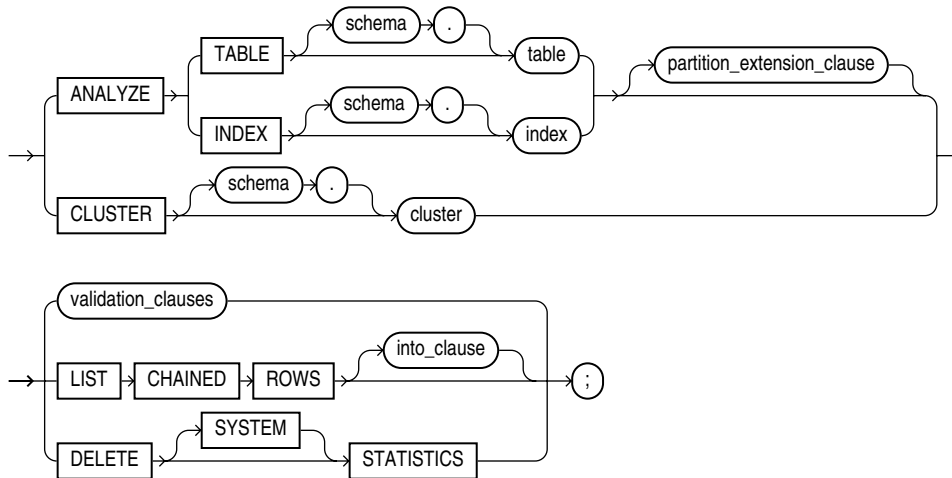 schema .
TABLE table partition_extension_clause
ANALYZE
schema .
INDEX index
schema .
CLUSTER cluster
validation_clauses
into_clause
LIST CHAINED ROWS ;
SYSTEM
DELETE STATISTICS